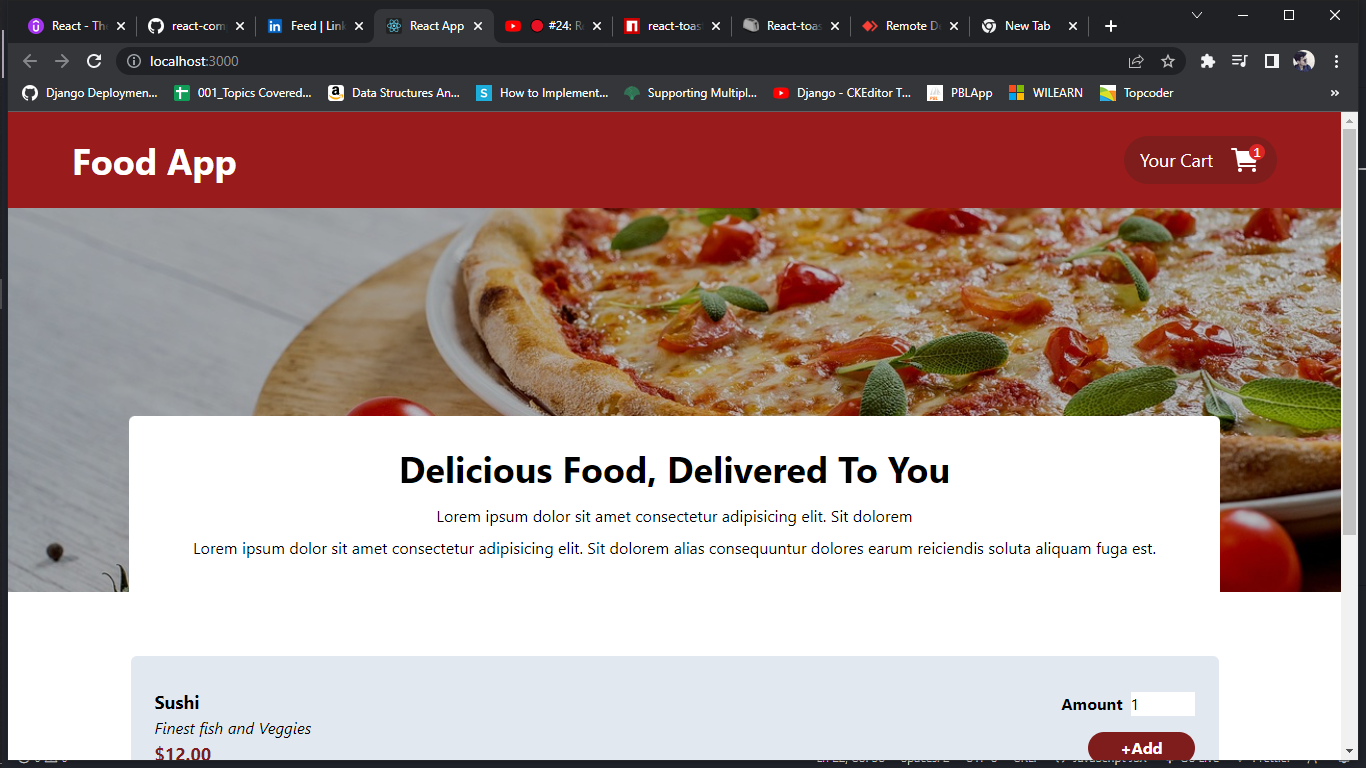 React - Th
react-com
Feed | Link
React App
#24: R
react-toas
React-toas
Remote De
New Tab
localhost:3000
Django Deploymen...
001_Topics Covered...
Data Structures An...
How to Implement...
Supporting Multipl...
Django - CKEditor T...
PBLApp
WILEARN
Topcoder
»
Food App
Your Cart
1
Delicious Food, Delivered To You
Lorem ipsum dolor sit amet consectetur adipisicing elit. Sit dolorem
Lorem ipsum dolor sit amet consectetur adipisicing elit. Sit dolorem alias consequuntur dolores earum reiciendis soluta aliquam fuga est.
Sushi
Amount 1
Finest fish and Veggies
$12.00
+Add